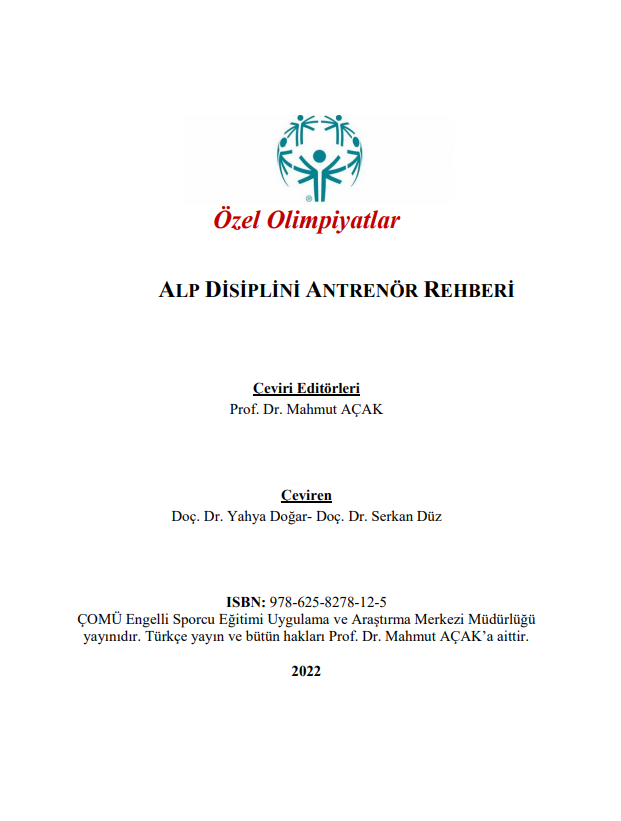 ®
Özel Olimpiyatlar
ALP DİSİPLİNİ ANTRENÖR REHBERİ
Çeviri Editörleri
Prof. Dr. Mahmut AÇAK
Çeviren
Doç. Dr. Yahya Doğar- Doç. Dr. Serkan Düz
ISBN: 978-625-8278-12-5
ÇOMÜ Engelli Sporcu Eğitimi Uygulama ve Araştırma Merkezi Müdürlüğü
yayınıdır. Türkçe yayın ve bütün hakları Prof. Dr. Mahmut AÇAK’a aittir.
2022